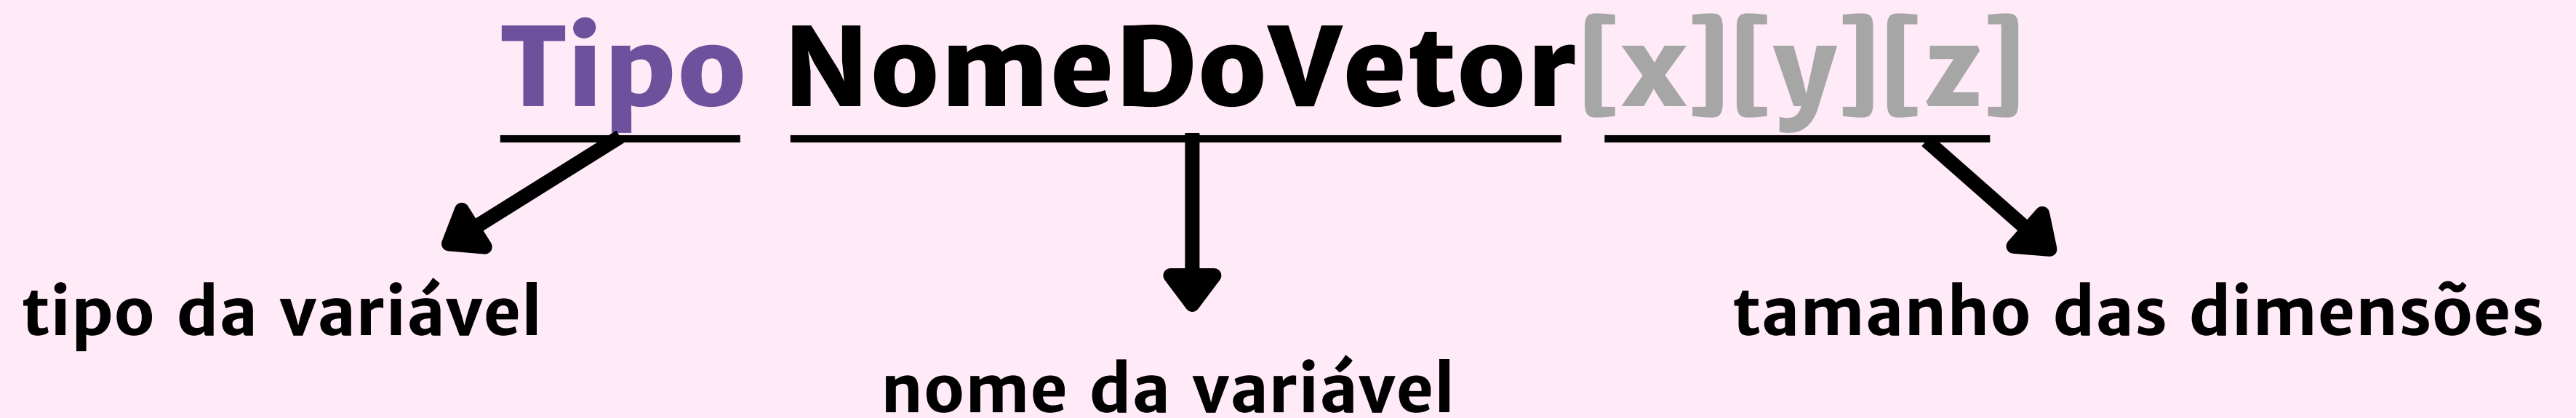 Tipo NomeDoVetor[x][y][z]
tipo da variável
nome da variável
tamanho das dimensões